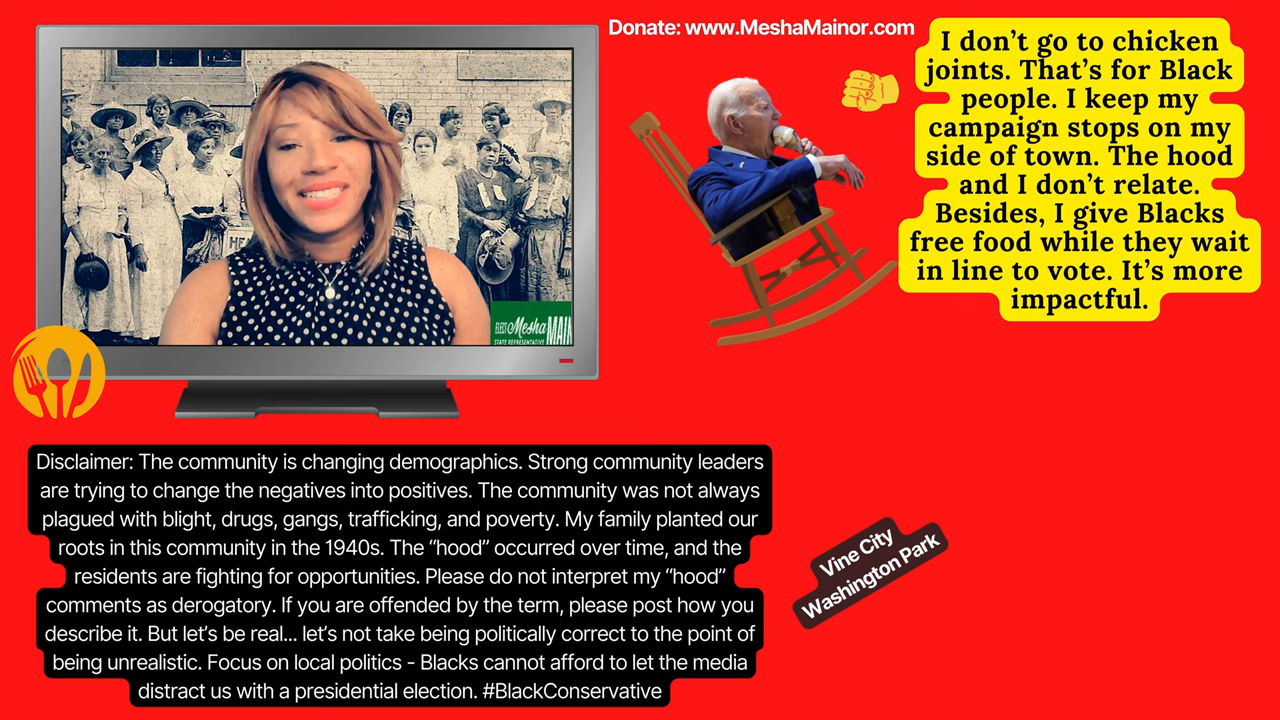 Donate: www.MeshaMainor.com
I don’t go to chicken
joints. That’s for Black
people. I keep my
campaign stops on my
side of town. The hood
and I don’t relate.
Besides, I give Blacks
free food while they wait
in line to vote. It’s more
impactful.
ELECT Mesha MAIN
STATE REPRESENTATIVE
Disclaimer: The community is changing demographics. Strong community leaders
are trying to change the negatives into positives. The community was not always
plagued with blight, drugs, gangs, trafficking, and poverty. My family planted our
roots in this community in the 1940s. The “hood” occurred over time, and the
residents are fighting for opportunities. Please do not interpret my “hood”
comments as derogatory. If you are offended by the term, please post how you
describe it. But let’s be real... let’s not take being politically correct to the point of
being unrealistic. Focus on local politics - Blacks cannot afford to let the media
distract us with a presidential election. #BlackConservative
Vine City
Washington Park